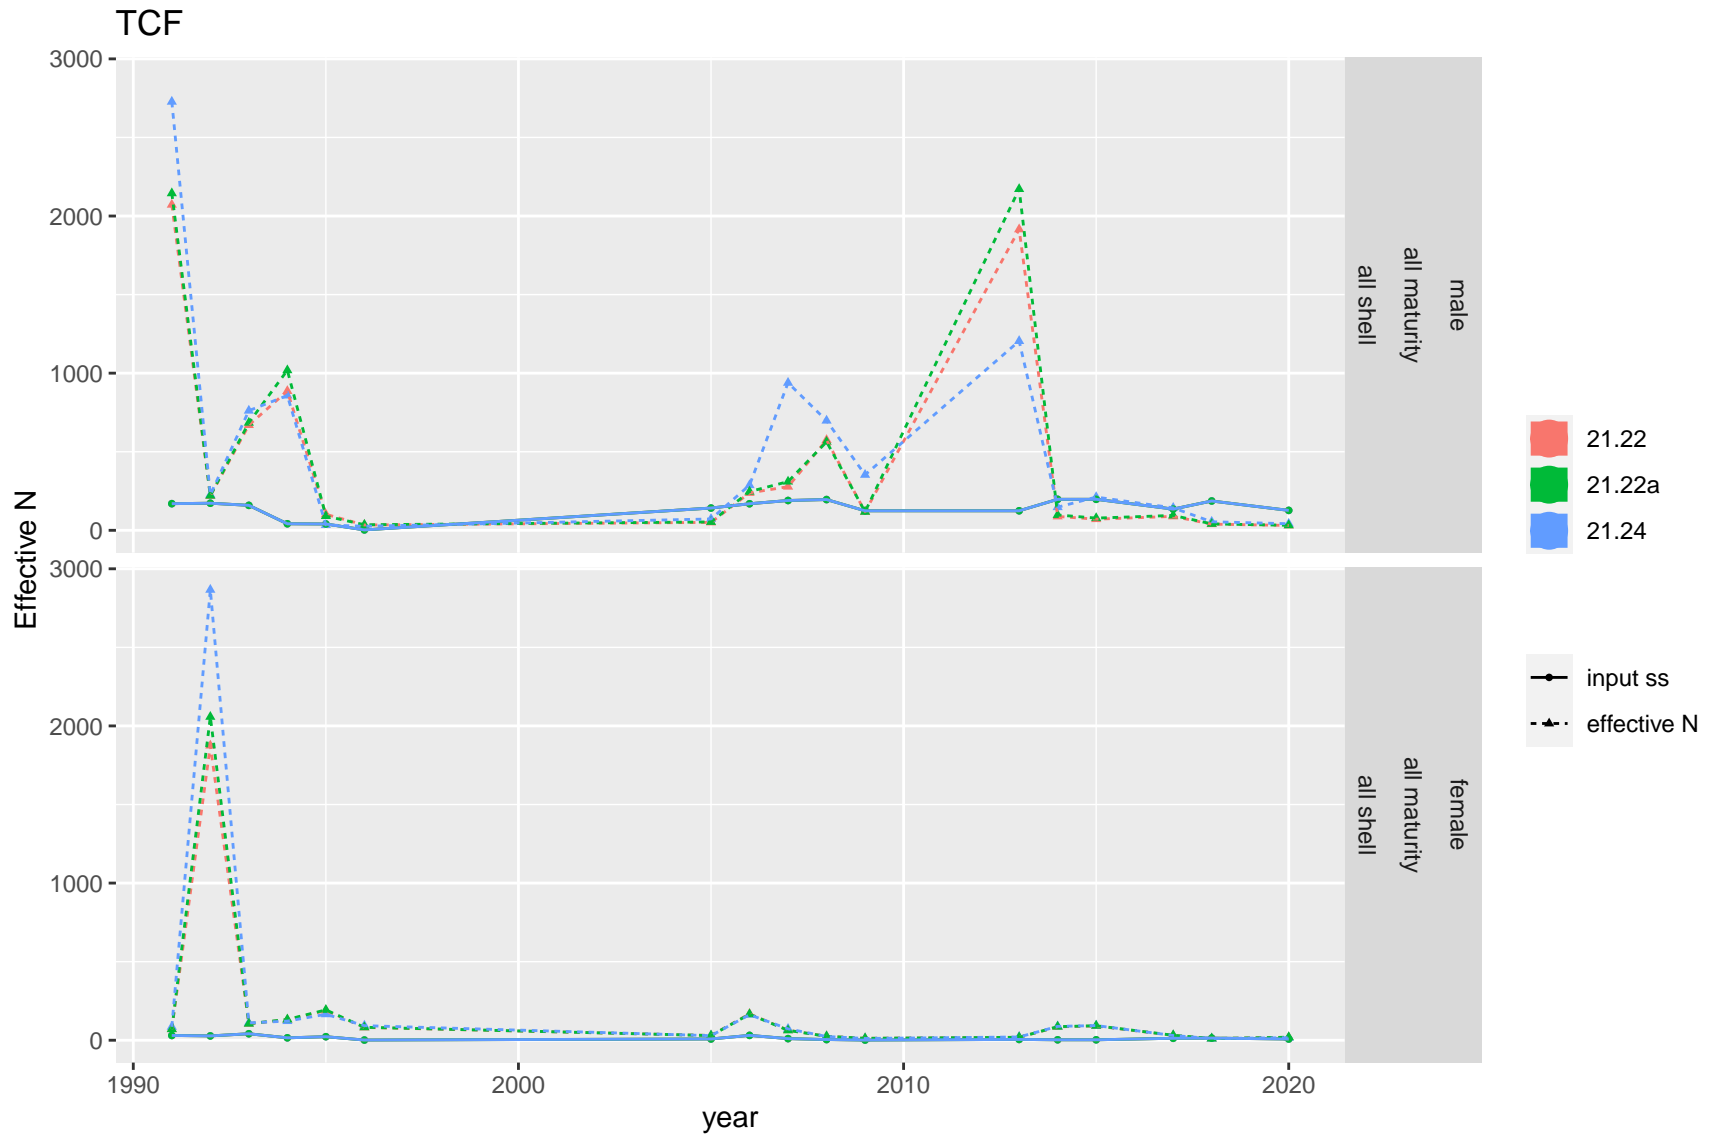 TCF
3000
2000
1000
0
male
all maturity
all shell
3000
2000
1000
0
female
all maturity
all shell
Effective N
1990
2000
2010
2020
year
21.22
21.22a
21.24
input ss
effective N